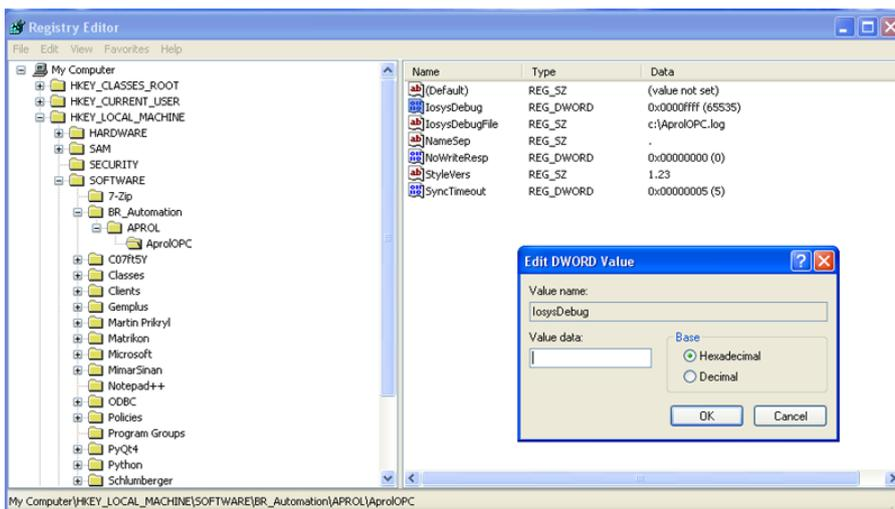 Registry Editor
File Edit View Favorites Help
My Computer
HKEY_CLASSES_ROOT
HKEY_CURRENT_USER
HKEY_LOCAL_MACHINE
HARDWARE
SAM
SECURITY
SOFTWARE
7-Zip
BR_Automation
APROL
AprolOPC
C07ft5Y
Classes
Clients
Gemplus
Martin Prikryl
Matrikon
Microsoft
MimarSinan
Notepad++
ODBC
Policies
Program Groups
PyQt4
Python
Schlumberger
Name Type Data
(Default) REG_SZ (value not set)
IosysDebug REG_DWORD 0x0000ffff (65535)
IosysDebugFile REG_SZ c:\AprolOPC.log
NameSep REG_SZ .
NoWriteResp REG_DWORD 0x00000000 (0)
StyleVers REG_SZ 1.23
SyncTimeout REG_DWORD 0x00000005 (5)
Edit DWORD Value
Value name:
IosysDebug
Value data:
Base
Hexadecimal
Decimal
OK Cancel
My Computer\HKEY_LOCAL_MACHINE\SOFTWARE\BR_Automation\APROL\AprolOPC